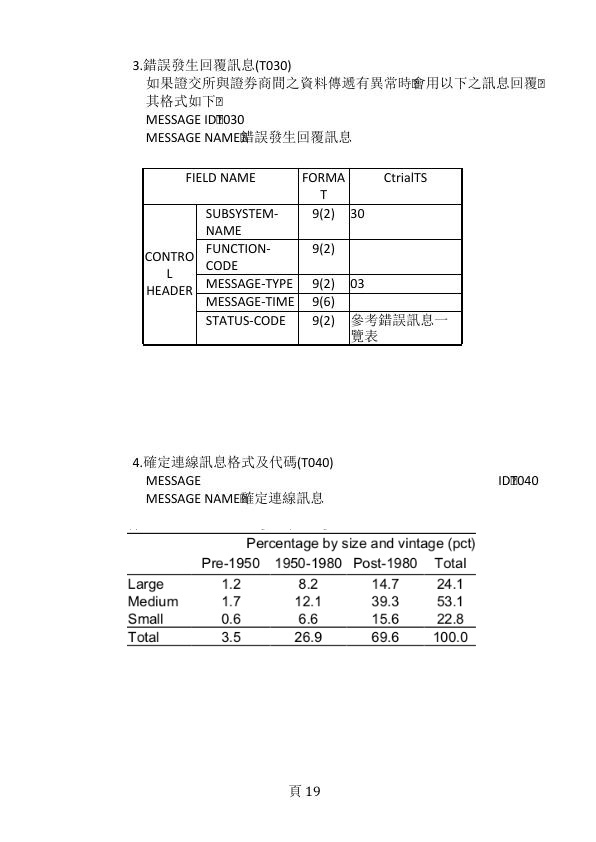 3.錯誤發生回覆訊息(T030)
如果證交所與證券商間之資料傳遞有異常時會用以下之訊息回覆
其格式如下
MESSAGE ID T030
MESSAGE NAME 錯誤發生回覆訊息
FIELD NAME FORMA CtrialTS
T
SUBSYSTEM- 9(2) 30
NAME
FUNCTION- 9(2)
CODE
CONTRO
L
HEADER
MESSAGE-TYPE 9(2) 03
MESSAGE-TIME 9(6)
STATUS-CODE 9(2) 參考錯誤訊息一
覽表
4.確定連線訊息格式及代碼(T040)
MESSAGE ID T040
MESSAGE NAME 確定連線訊息
Percentage by size and vintage (pct)
Pre-1950 1950-1980 Post-1980 Total
Large 1.2 8.2 14.7 24.1
Medium 1.7 12.1 39.3 53.1
Small 0.6 6.6 15.6 22.8
Total 3.5 26.9 69.6 100.0
頁 19